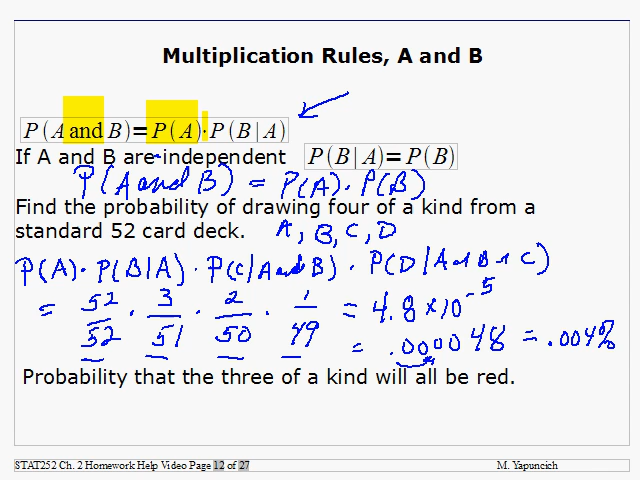 Multiplication Rules, A and B
P(A and B)=P(A)·P(B|A)
If A and B are independent P(B|A)=P(B)
P(A and B) = P(A)·P(B)
Find the probability of drawing four of a kind from a
standard 52 card deck. A, B, C, D
P(A)· P(B|A)· P(C/A and B)· P(D/A + B + C)
= 52/52 · 3/51 · 2/50 · 1/49 = 4.8 × 10^-5
= .000048 = .004%
Probability that the three of a kind will all be red.
STAT252 Ch. 2 Homework Help Video Page 12 of 27 M. Yapuncich